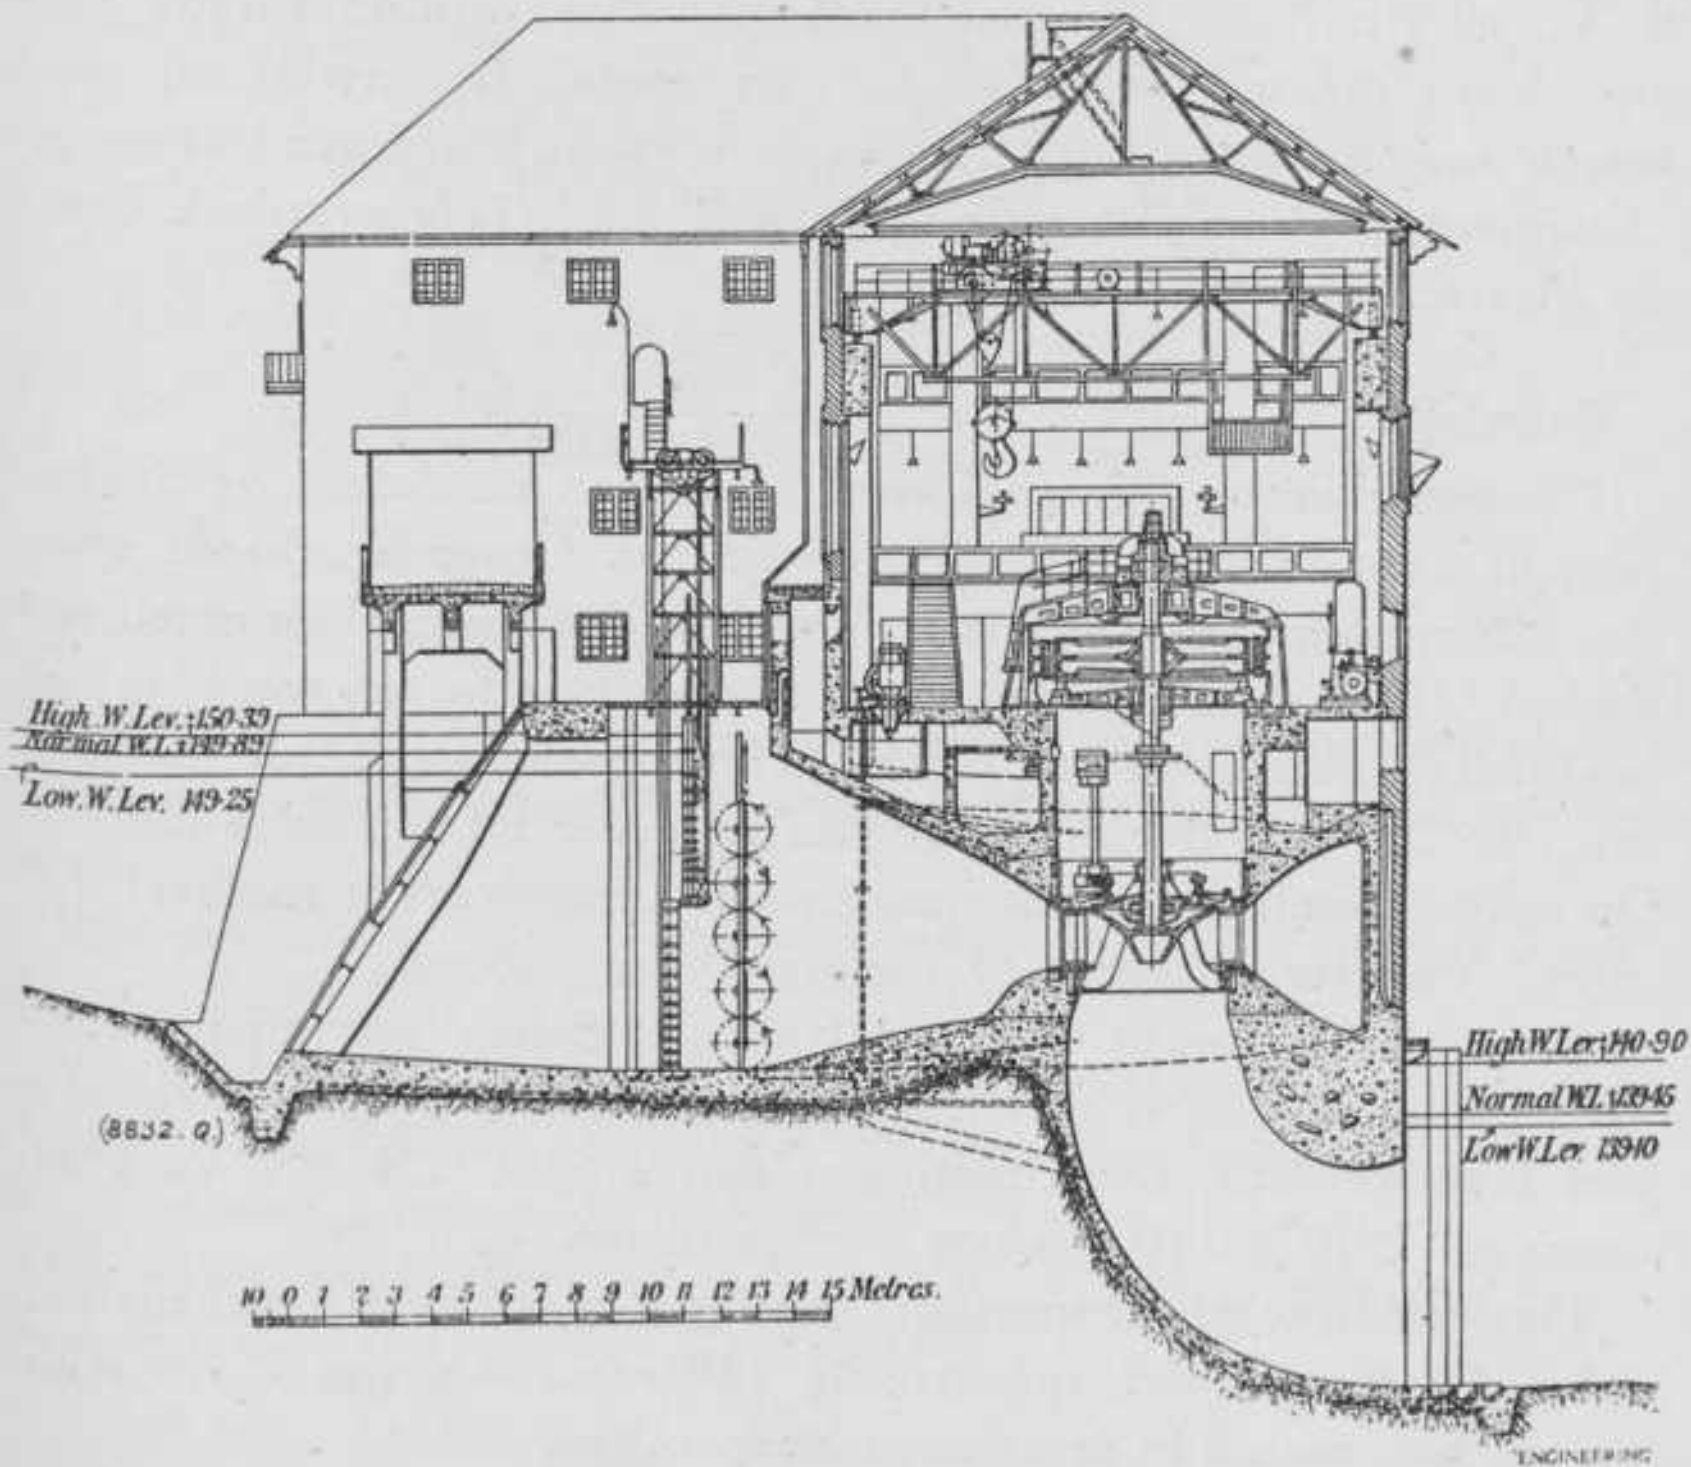 High W. Lev.: 150·39
Normal W.L: 149·89
Low. W. Lev. 149·25
High W. Lev: 140·90
Normal W.L: 139·45
Low W. Lev. 139·10
(8832. Q.)
10 0 1 2 3 4 5 6 7 8 9 10 11 12 13 14 15 Metres.
"ENGINEERING"